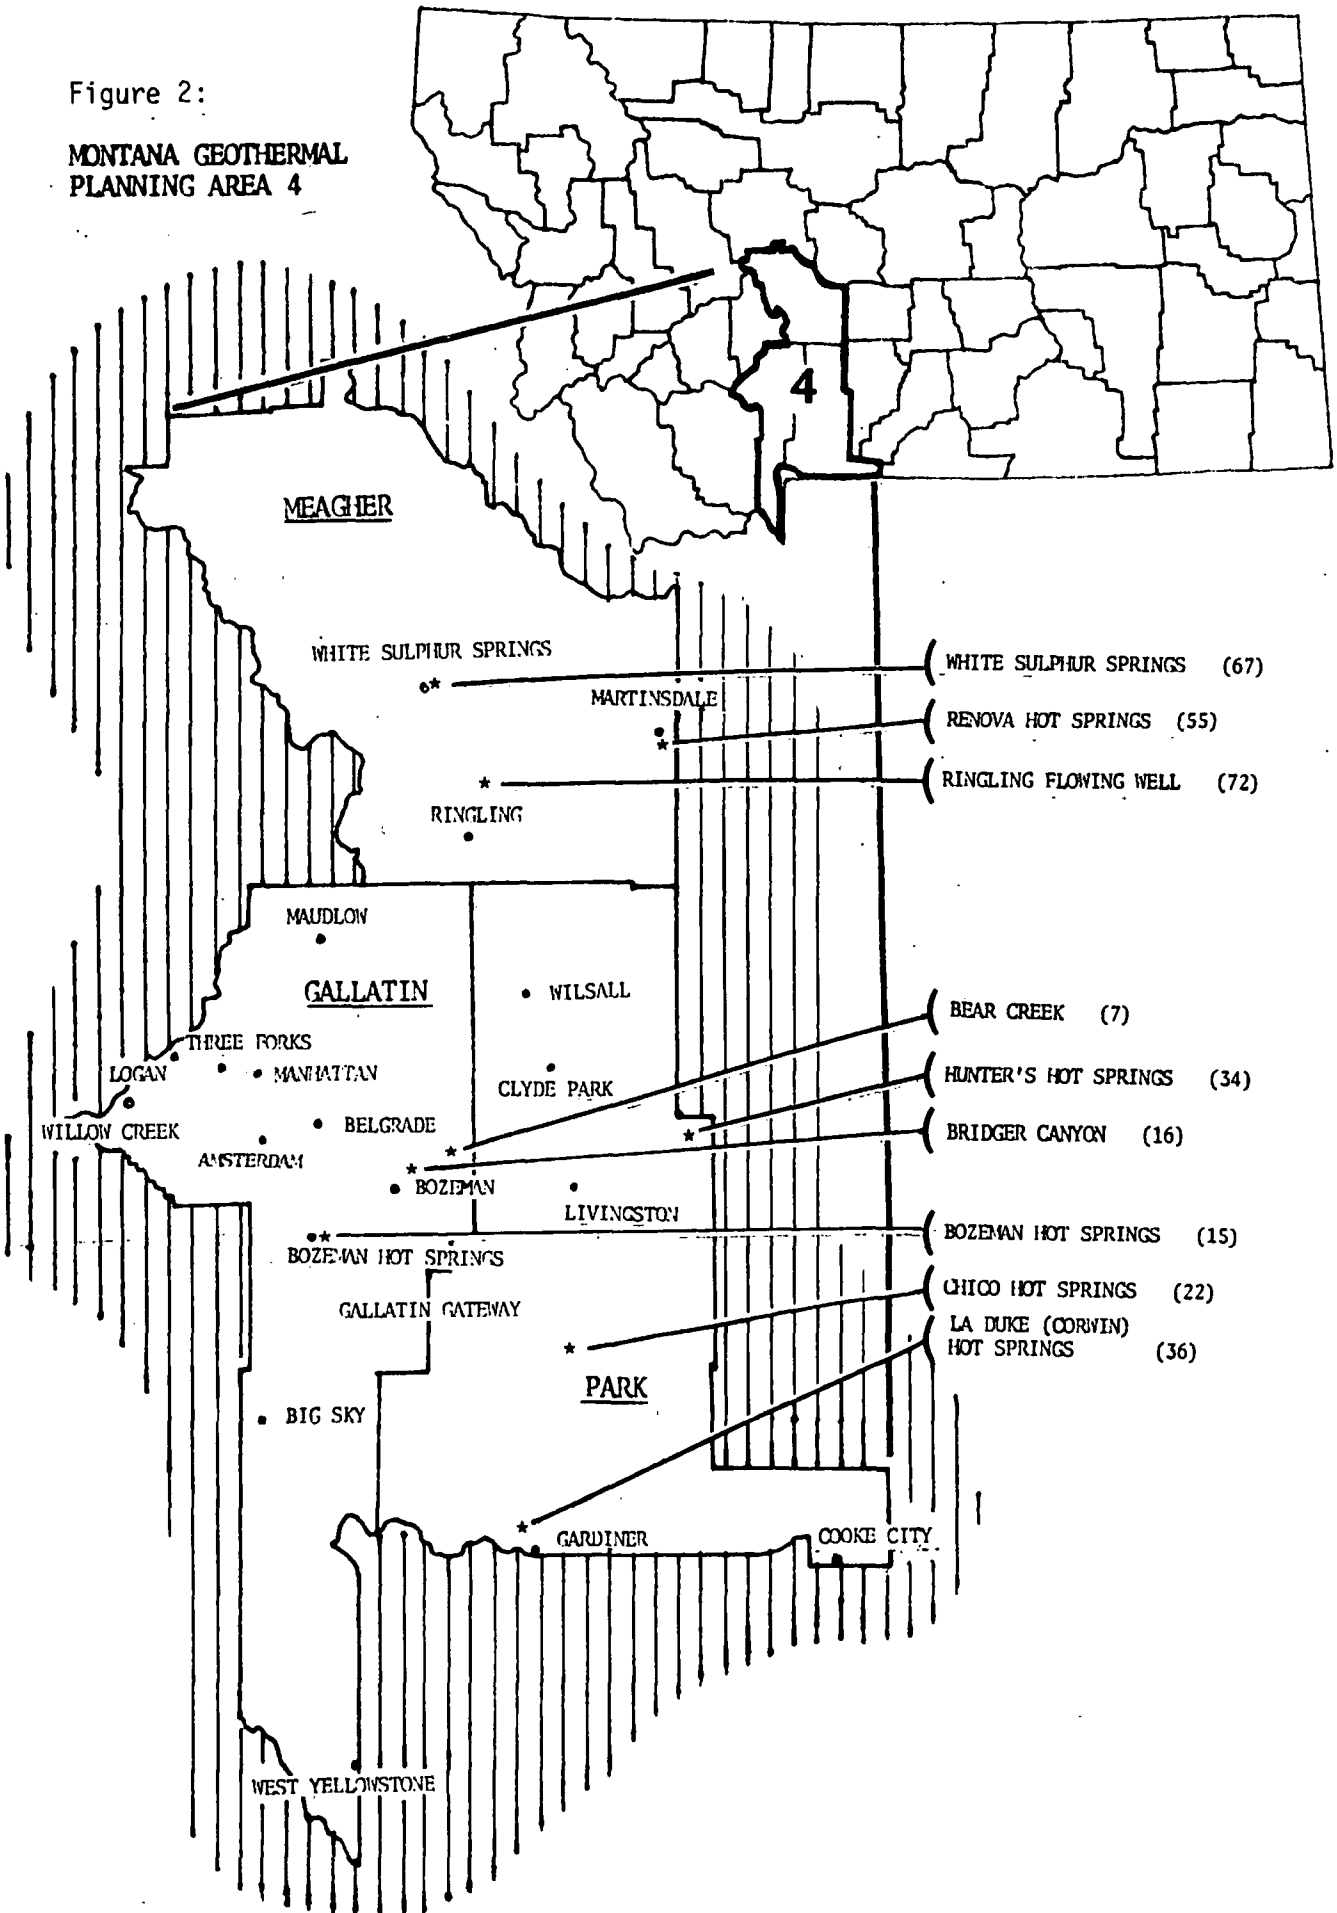 Figure 2:
MONTANA GEOTHERMAL
PLANNING AREA 4
4
MEAGHER
WHITE SULPHUR SPRINGS
MARTINSDALE
RINGLING
WHITE SULPHUR SPRINGS (67)
RENOVA HOT SPRINGS (55)
RINGLING FLOWING WELL (72)
MAUDLOW
GALLATIN
WILSALL
THREE FORKS
LOGAN
MANHATTAN
CLYDE PARK
WILLOW CREEK
BELGRADE
AMSTERDAM
BOZEMAN
LIVINGSTON
BOZEMAN HOT SPRINGS
GALLATIN GATEWAY
BEAR CREEK (7)
HUNTER'S HOT SPRINGS (34)
BRIDGER CANYON (16)
BOZEMAN HOT SPRINGS (15)
CHICO HOT SPRINGS (22)
LA DUKE (CORWIN)
HOT SPRINGS (36)
PARK
BIG SKY
GARDINER
COOKE CITY
WEST YELLOWSTONE